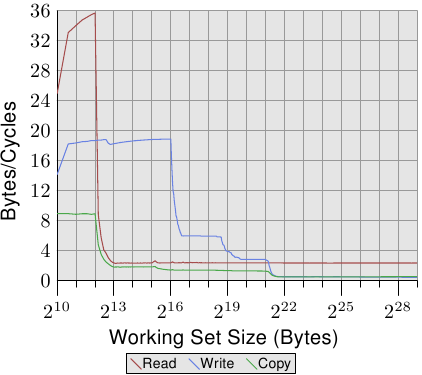 36
32
28
24
20
16
12
8
4
0
Bytes/Cycles
2^10 2^13 2^16 2^19 2^22 2^25 2^28
Working Set Size (Bytes)
Read Write Copy